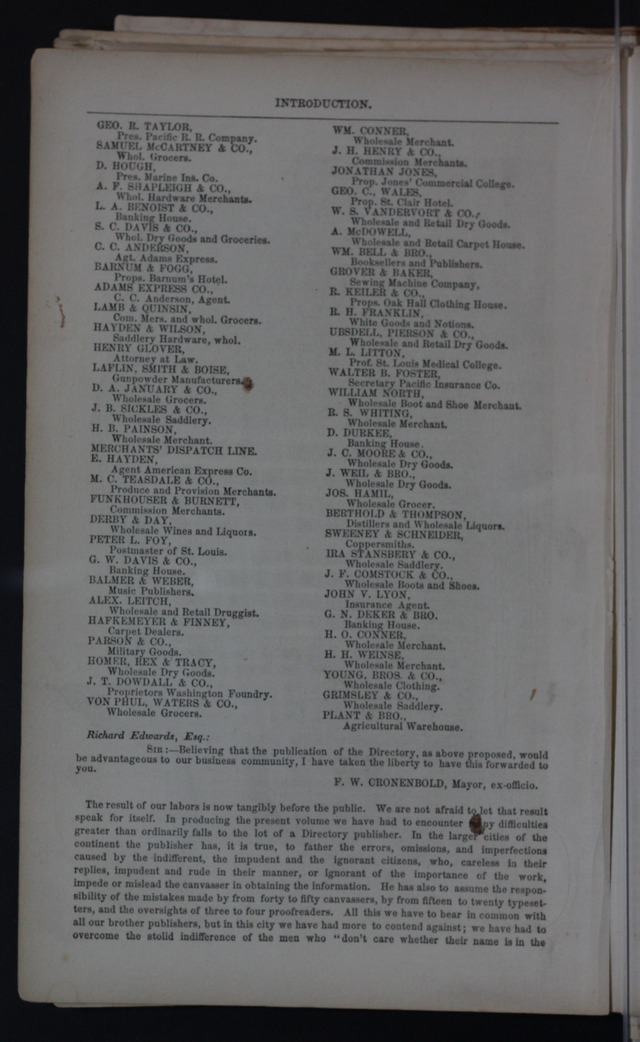 INTRODUCTION.
GEO. R. TAYLOR,
Pres. Pacific R. R. Company.
SAMUEL McCARTNEY & CO.,
Whol. Grocers.
D. HOUGH,
Pres. Marine Ins. Co.
A. F. SHAPLEIGH & CO.,
Whol. Hardware Merchants.
L. A. BENOIST & CO.,
Banking House.
S. C. DAVIS & CO.,
Whol. Dry Goods and Groceries.
C. C. ANDERSON,
Agt. Adams Express.
BARNUM & FOGG,
Props. Barnum's Hotel.
ADAMS EXPRESS CO.,
C. C. Anderson, Agent.
LAMB & QUINSIN,
Com. Mers. and whol. Grocers.
HAYDEN & WILSON,
Saddlery Hardware, whol.
HENRY GLOVER,
Attorney at Law.
LAFLIN, SMITH & BOISE,
Gunpowder Manufacturers.
D. A. JANUARY & CO.,
Wholesale Grocers.
J. B. SICKLES & CO.,
Wholesale Saddlery.
H. B. PAINSON,
Wholesale Merchant.
MERCHANTS' DISPATCH LINE.
E. HAYDEN,
Agent American Express Co.
M. C. TEASDALE & CO.,
Produce and Provision Merchants.
FUNKHOUSER & BURNETT,
Commission Merchants.
DERBY & DAY,
Wholesale Wines and Liquors.
PETER L. FOY,
Postmaster of St. Louis.
G. W. DAVIS & CO.,
Banking House.
BALMER & WEBER,
Music Publishers.
ALEX. LEITCH,
Wholesale and Retail Druggist.
HAFKEMEYER & FINNEY,
Carpet Dealers.
PARSON & CO.,
Military Goods.
HOMER, REX & TRACY,
Wholesale Dry Goods.
J. T. DOWDALL & CO.,
Proprietors Washington Foundry.
VON PHUL, WATERS & CO.,
Wholesale Grocers.
WM. CONNER,
Wholesale Merchant.
J. H. HENRY & CO.,
Commission Merchants.
JONATHAN JONES,
Prop. Jones' Commercial College.
GEO. C., WALES,
Prop. St. Clair Hotel.
W. S. VANDERVORT & CO.,
Wholesale and Retail Dry Goods.
A. McDOWELL,
Wholesale and Retail Carpet House.
WM. BELL & BRO.,
Booksellers and Publishers.
GROVER & BAKER,
Sewing Machine Company,
R. KEILER & CO.,
Props. Oak Hall Clothing House.
R. H. FRANKLIN,
White Goods and Notions.
UBSDELL, PIERSON & CO.,
Wholesale and Retail Dry Goods.
M. L. LITTON,
Prof. St. Louis Medical College.
WALTER B. FOSTER,
Secretary Pacific Insurance Co.
WILLIAM NORTH,
Wholesale Boot and Shoe Merchant.
R. S. WHITING,
Wholesale Merchant.
D. DURKEE,
Banking House.
J. C. MOORE & CO.,
Wholesale Dry Goods.
J. WEIL & BRO.,
Wholesale Dry Goods.
JOS. HAMIL,
Wholesale Grocer.
BERTHOLD & THOMPSON,
Distillers and Wholesale Liquors.
SWEENEY & SCHNEIDER,
Coppersmiths.
IRA STANSBERY & CO.,
Wholesale Saddlery.
J. F. COMSTOCK & CO.,
Wholesale Boots and Shoes.
JOHN V. LYON,
Insurance Agent.
G. N. DEKER & BRO.
Banking House.
H. O. CONNER,
Wholesale Merchant.
H. H. WEINSE,
Wholesale Merchant.
YOUNG, BROS. & CO.,
Wholesale Clothing.
GRIMSLEY & CO.,
Wholesale Saddlery.
PLANT & BRO.,
Agricultural Warehouse.
Richard Edwards, Esq.:
SIR:—Believing that the publication of the Directory, as above proposed, would
be advantageous to our business community, I have taken the liberty to have this forwarded to
you.
F. W. CRONENBOLD, Mayor, ex-officio.
The result of our labors is now tangibly before the public. We are not afraid to let that result
speak for itself. In producing the present volume we have had to encounter difficulties
greater than ordinarily falls to the lot of a Directory publisher. In the larger cities of the
continent the publisher has, it is true, to father the errors, omissions, and imperfections
caused by the indifferent, the impudent and the ignorant citizens, who, careless in their
replies, impudent and rude in their manner, or ignorant of the importance of the work,
impede or mislead the canvasser in obtaining the information. He has also to assume the respon-
sibility of the mistakes made by from forty to fifty canvassers, by from fifteen to twenty typeset-
ters, and the oversights of three to four proofreaders. All this we have to bear in common with
all our brother publishers, but in this city we have had more to contend against; we have had to
overcome the stolid indifference of the men who "don't care whether their name is in the